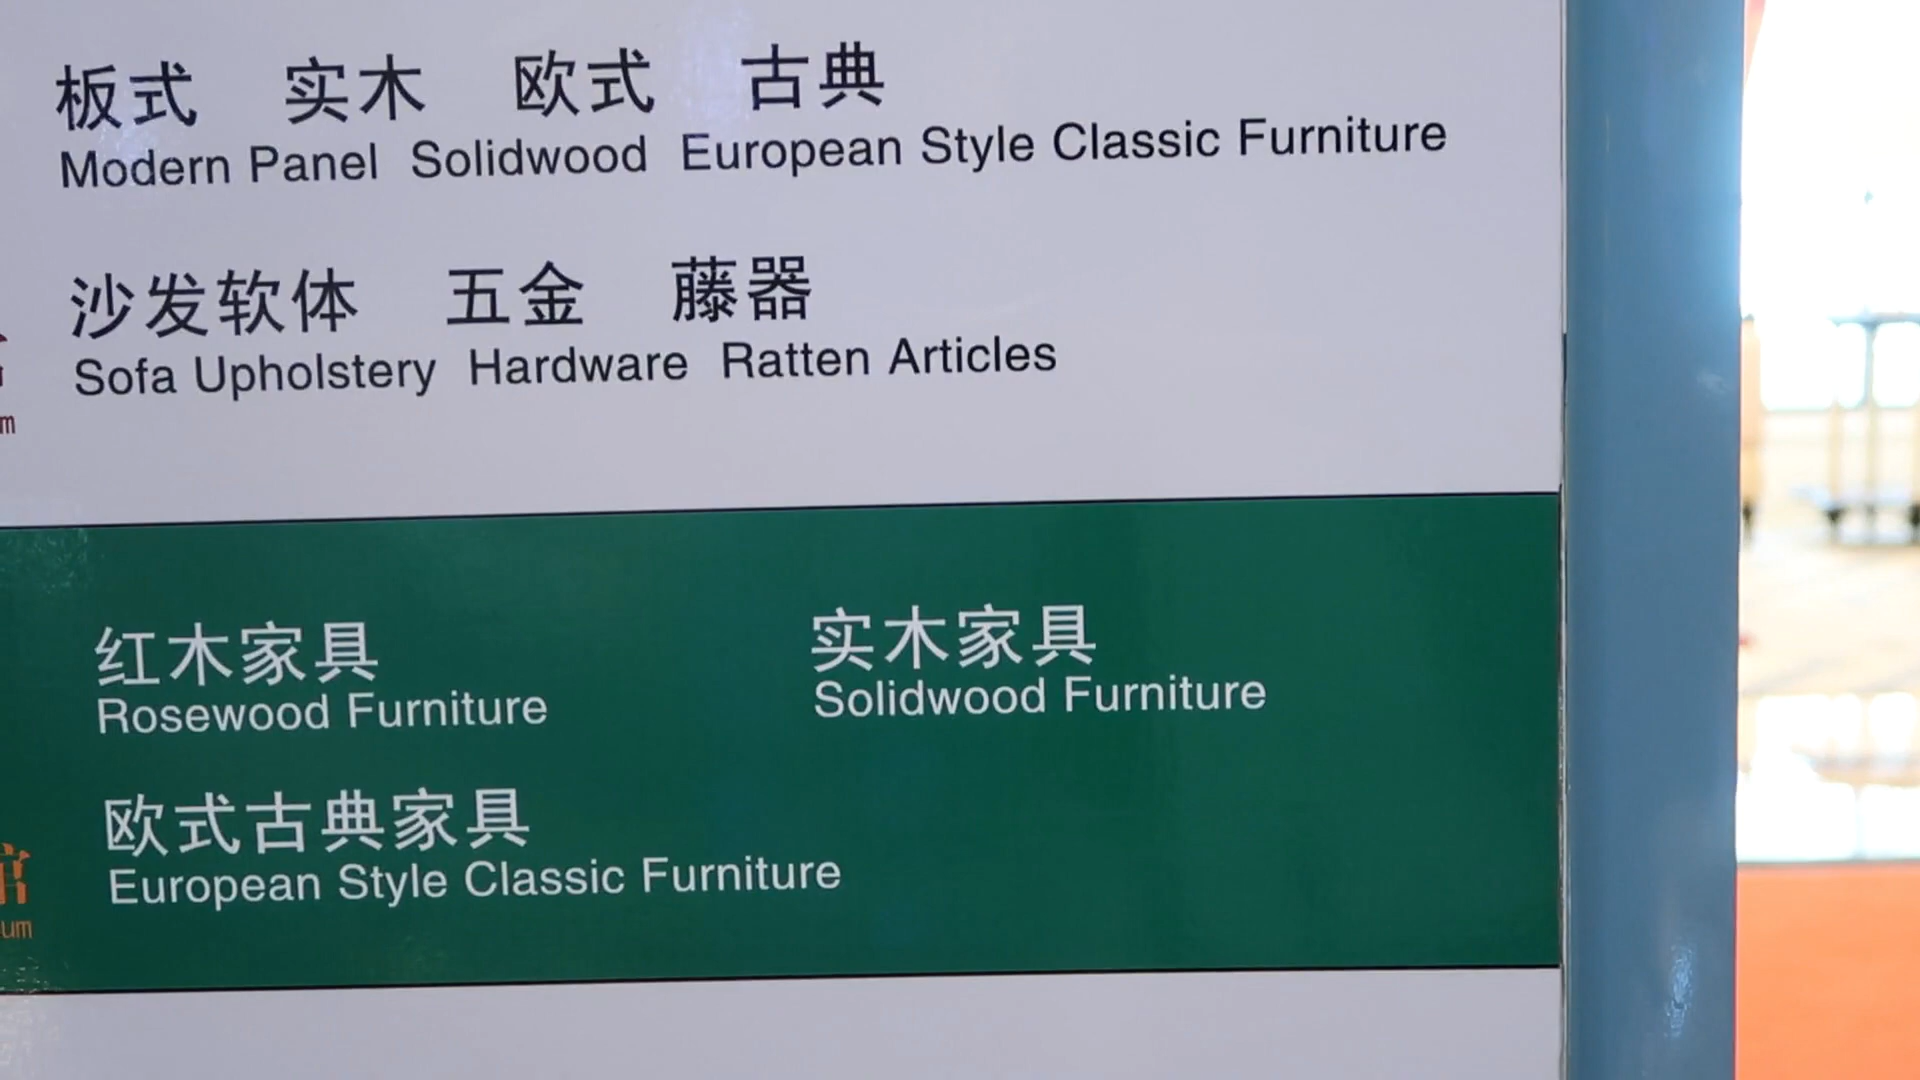 板式 实木 欧式 古典
Modern Panel Solidwood European Style Classic Furniture
沙发软体 五金 藤器
Sofa Upholstery Hardware Ratten Articles
红木家具 实木家具
Rosewood Furniture Solidwood Furniture
欧式古典家具
European Style Classic Furniture
馆
um